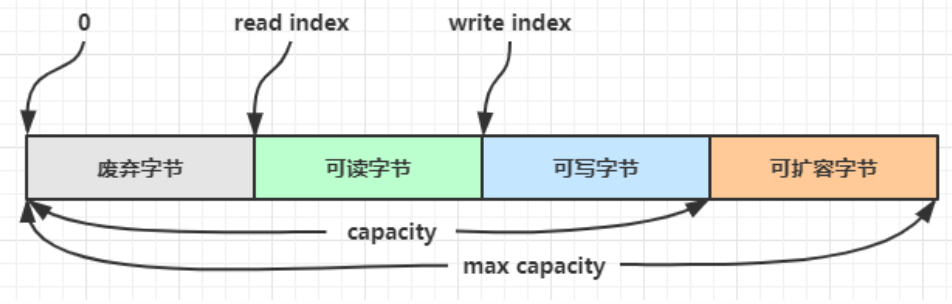 0
read index
write index
废弃字节
可读字节
可写字节
可扩容字节
capacity
max capacity